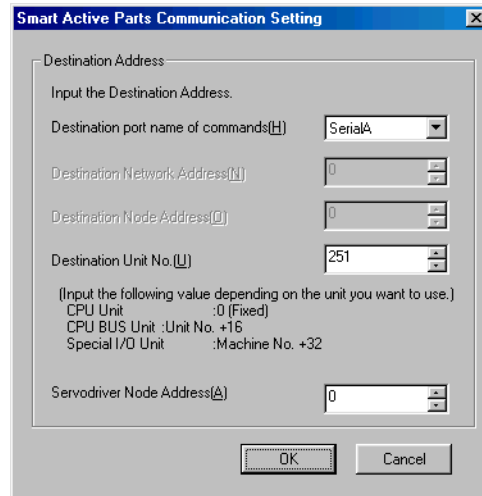 Smart Active Parts Communication Setting
Destination Address
Input the Destination Address.
Destination port name of commands(H) SerialA
Destination Network Address(N) 0
Destination Node Address(O) 0
Destination Unit No.(U) 251
(Input the following value depending on the unit you want to use.)
CPU Unit :0 (Fixed)
CPU BUS Unit :Unit No. +16
Special I/O Unit :Machine No. +32
Servodriver Node Address(A) 0
OK Cancel